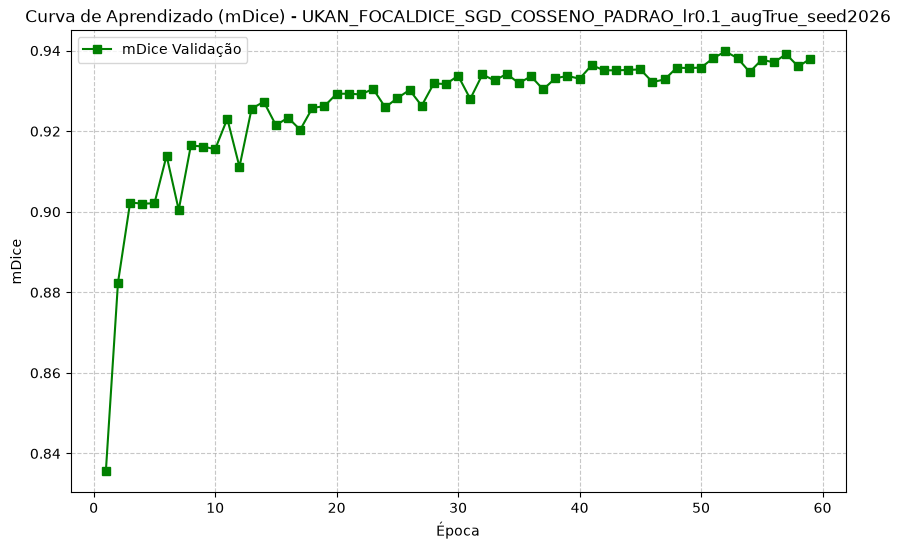 Curva de Aprendizado (mDice) - UKAN_FOCALDICE_SGD_COSSENO_PADRAO_lr0.1_augTrue_seed2026
mDice Validação
0.94
0.92
0.90
0.88
0.86
0.84
mDice
0 10 20 30 40 50 60
Época